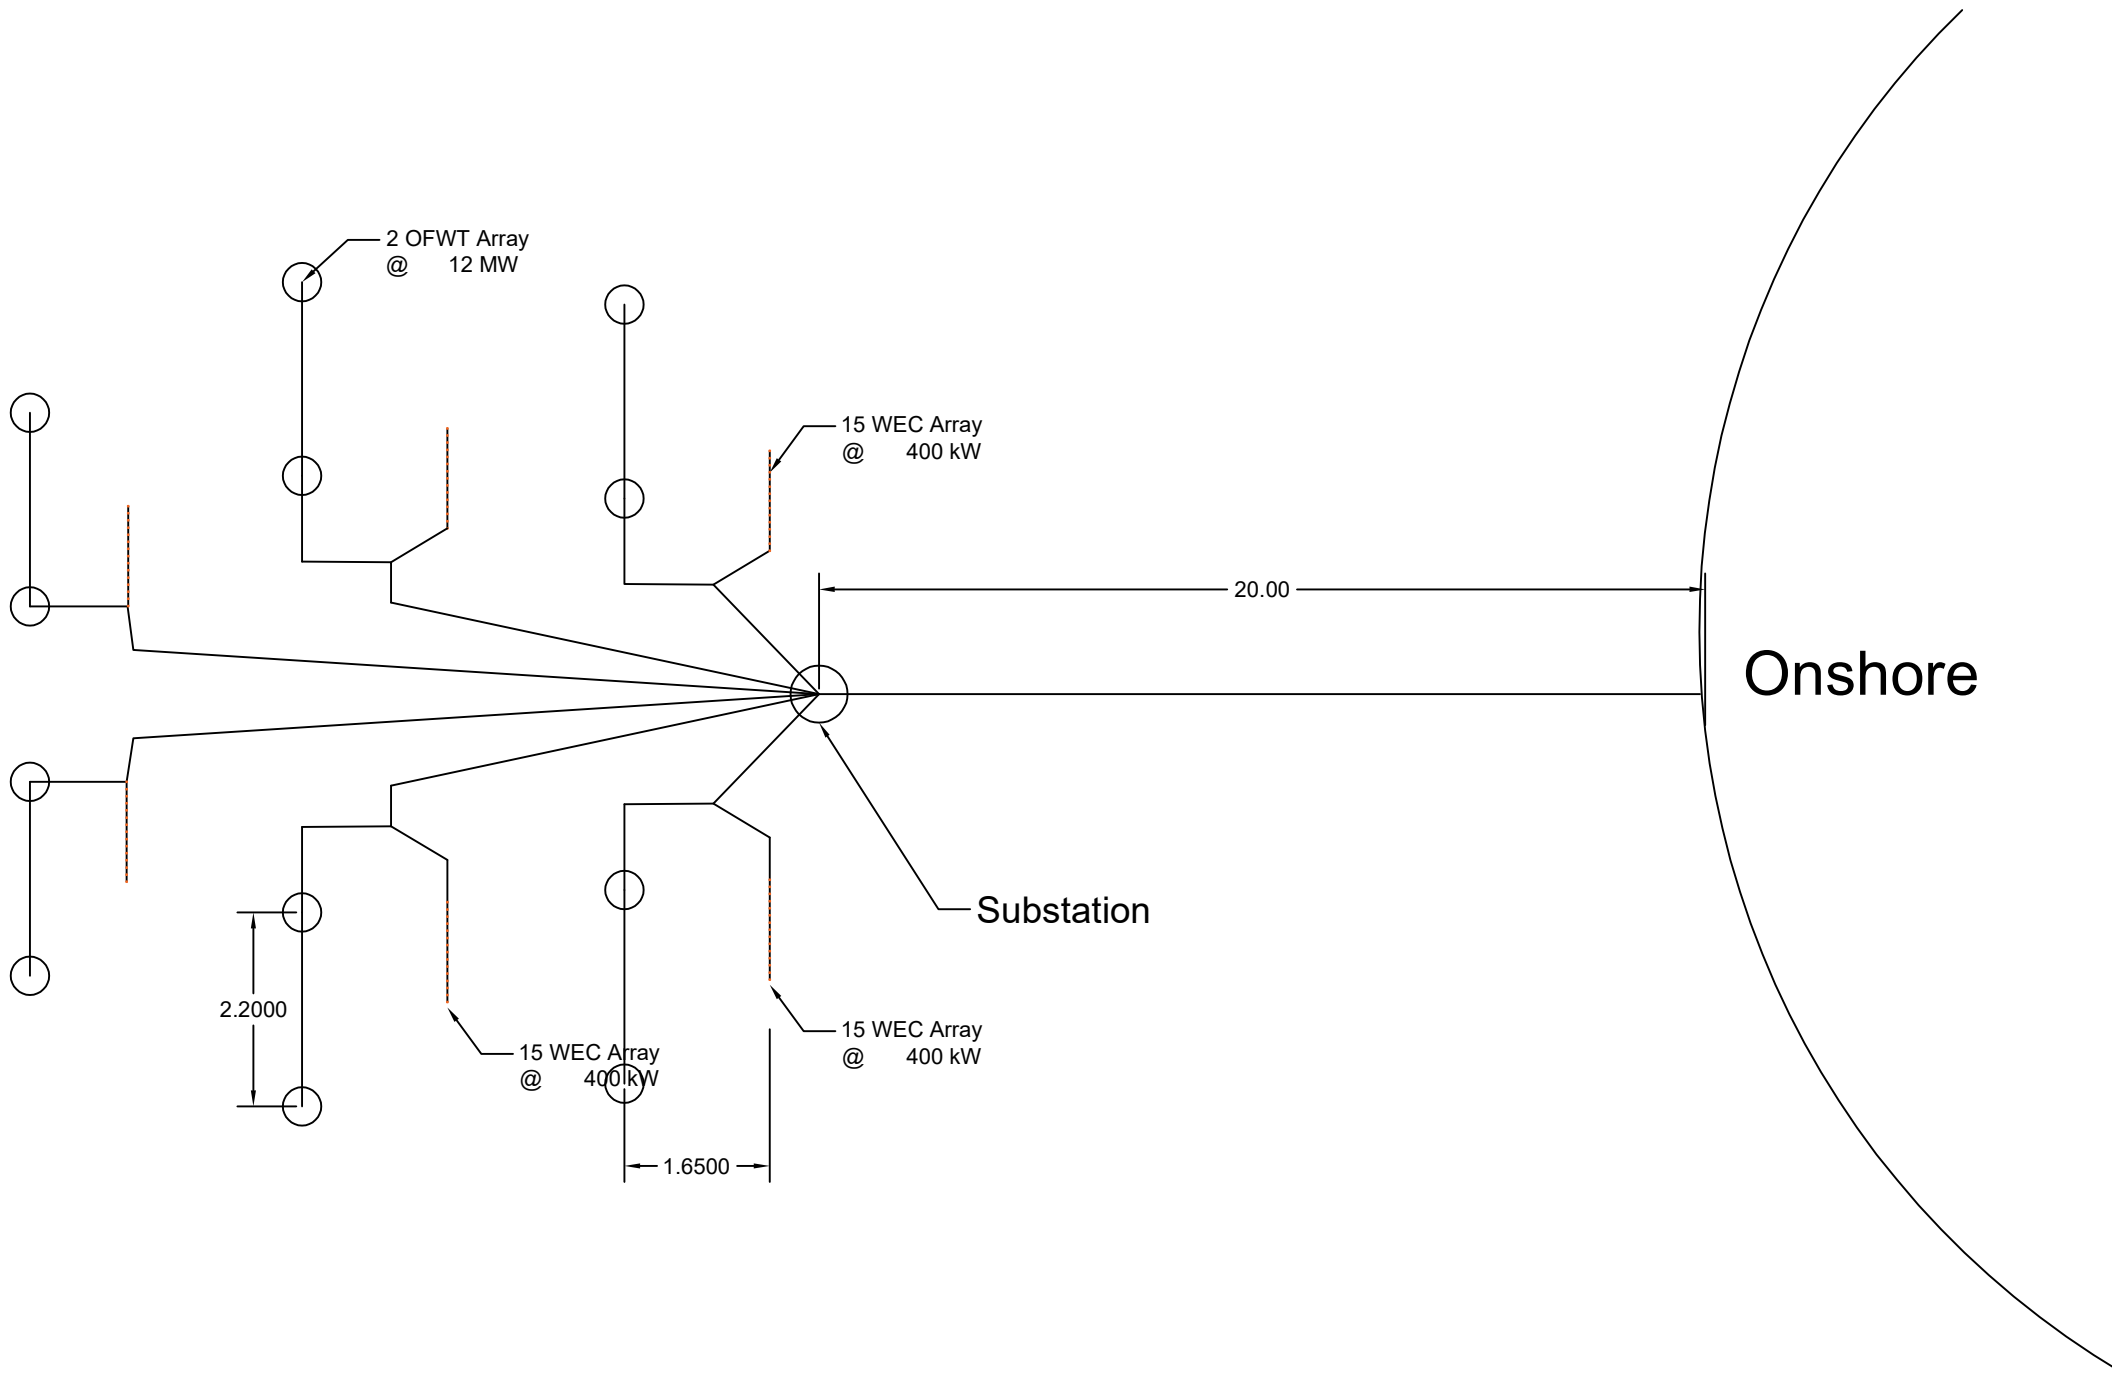 2 OFWT Array
@ 12 MW
15 WEC Array
@ 400 kW
20.00
Onshore
Substation
2.2000
15 WEC Array
@ 400 kW
15 WEC Array
@ 400 kW
1.6500